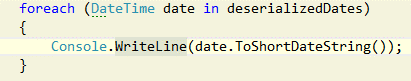 foreach (DateTime date in deserializedDates)
{
    Console.WriteLine(date.ToShortDateString());
}